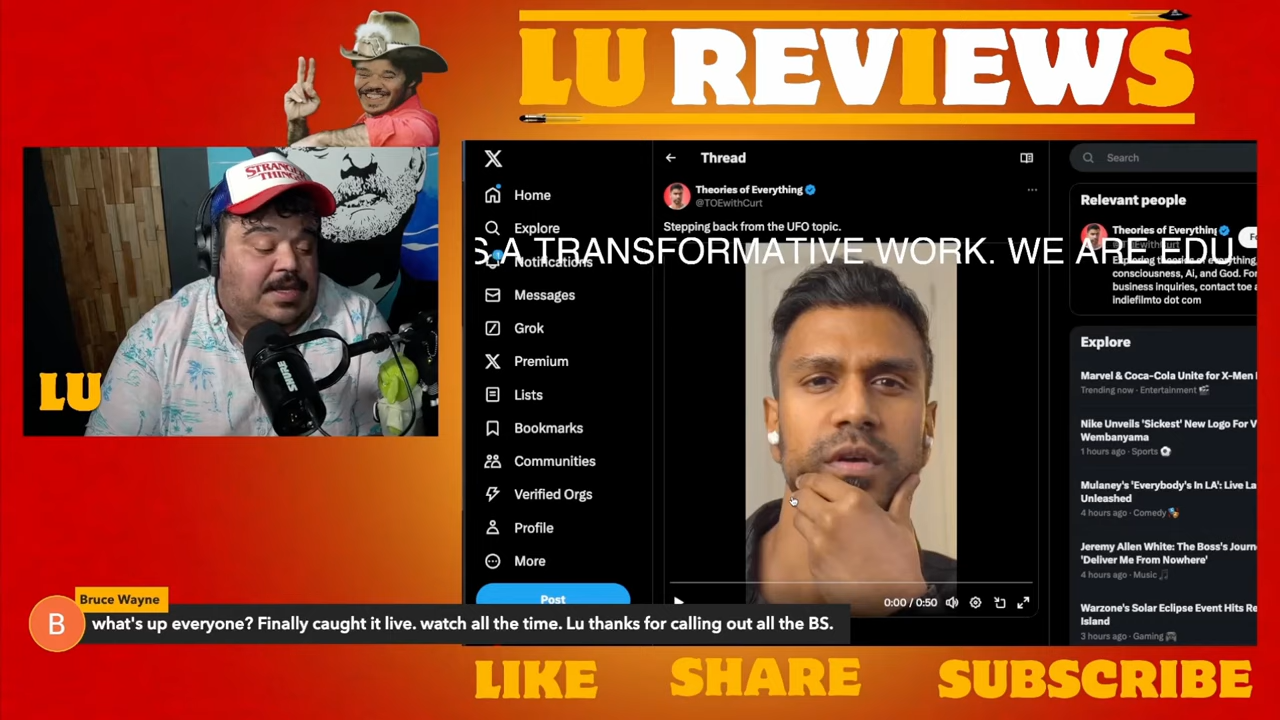 LU REVIEWS
STRANGER
THINGS
SHURE
LU
X
Home
Explore
Notifications
Messages
Grok
Premium
Lists
Bookmarks
Communities
Verified Orgs
Profile
More
Post
Thread
Theories of Everything
@TOEwithCurt
Stepping back from the UFO topic.
S A TRANSFORMATIVE WORK. WE ARE EDU
0:00 / 0:50
Search
Relevant people
Theories of Everything
consciousness, Ai, and God. For
business inquiries, contact toe a
indiefilmto dot com
Explore
Marvel & Coca-Cola Unite for X-Men
Trending now · Entertainment
Nike Unveils 'Sickest' New Logo For V
Wembanyama
1 hours ago · Sports
Mulaney's 'Everybody's In LA': Live La
Unleashed
4 hours ago · Comedy
Jeremy Allen White: The Boss's Journ
'Deliver Me From Nowhere'
4 hours ago · Music
Warzone's Solar Eclipse Event Hits Re
Island
3 hours ago · Gaming
Bruce Wayne
B
what's up everyone? Finally caught it live. watch all the time. Lu thanks for calling out all the BS.
LIKE SHARE SUBSCRIBE